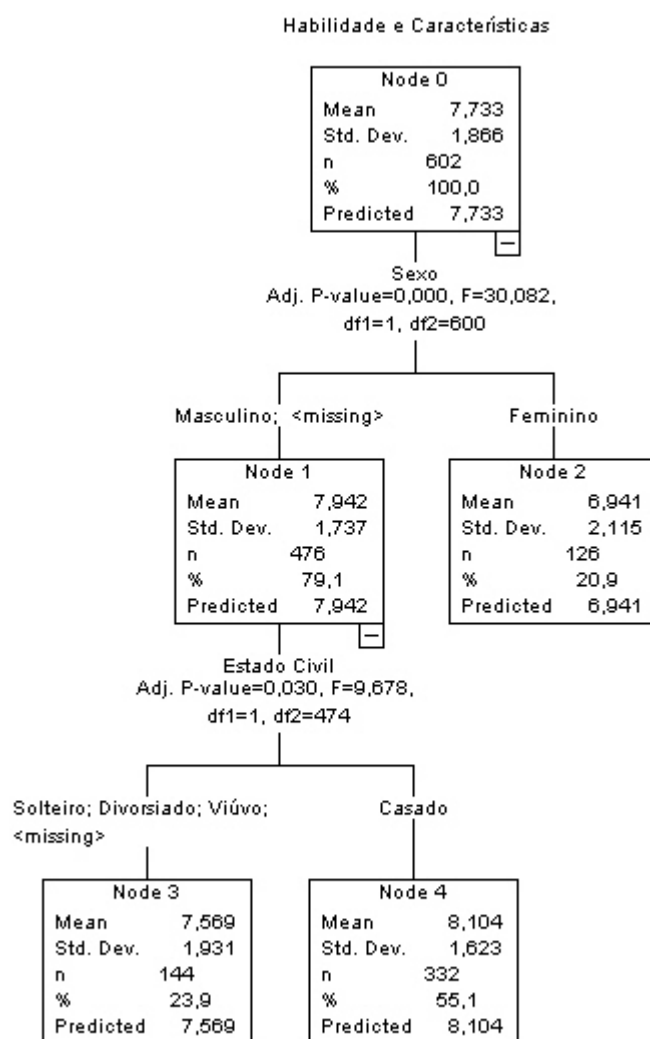 Habilidade e Características
Node 0
Mean 7,733
Std. Dev. 1,866
n 602
% 100,0
Predicted 7,733
Sexo
Adj. P-value=0,000, F=30,082,
df1=1, df2=600
Masculino; <missing>
Feminino
Node 1
Mean 7,942
Std. Dev. 1,737
n 476
% 79,1
Predicted 7,942
Node 2
Mean 6,941
Std. Dev. 2,115
n 126
% 20,9
Predicted 6,941
Estado Civil
Adj. P-value=0,030, F=9,678,
df1=1, df2=474
Solteiro; Divorsiado; Viúvo;
<missing>
Casado
Node 3
Mean 7,569
Std. Dev. 1,931
n 144
% 23,9
Predicted 7,569
Node 4
Mean 8,104
Std. Dev. 1,623
n 332
% 55,1
Predicted 8,104